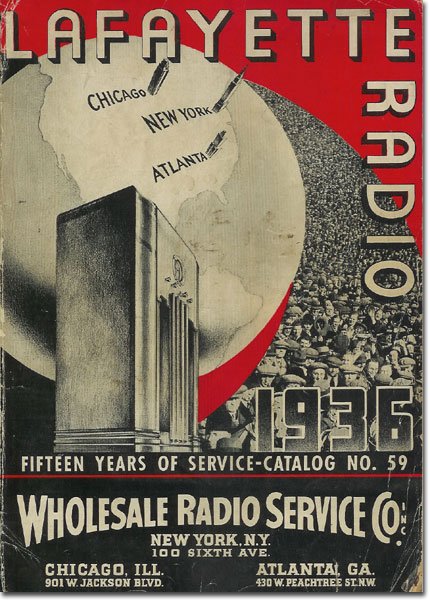 LAFAYETTE
RADIO
CHICAGO
NEW YORK
ATLANTA
1936
FIFTEEN YEARS OF SERVICE-CATALOG NO. 59
WHOLESALE RADIO SERVICE CO. INC.
NEW YORK, N.Y.
100 SIXTH AVE.
CHICAGO, ILL.
901 W. JACKSON BLVD.
ATLANTA, GA.
430 W. PEACHTREE ST. N.W.